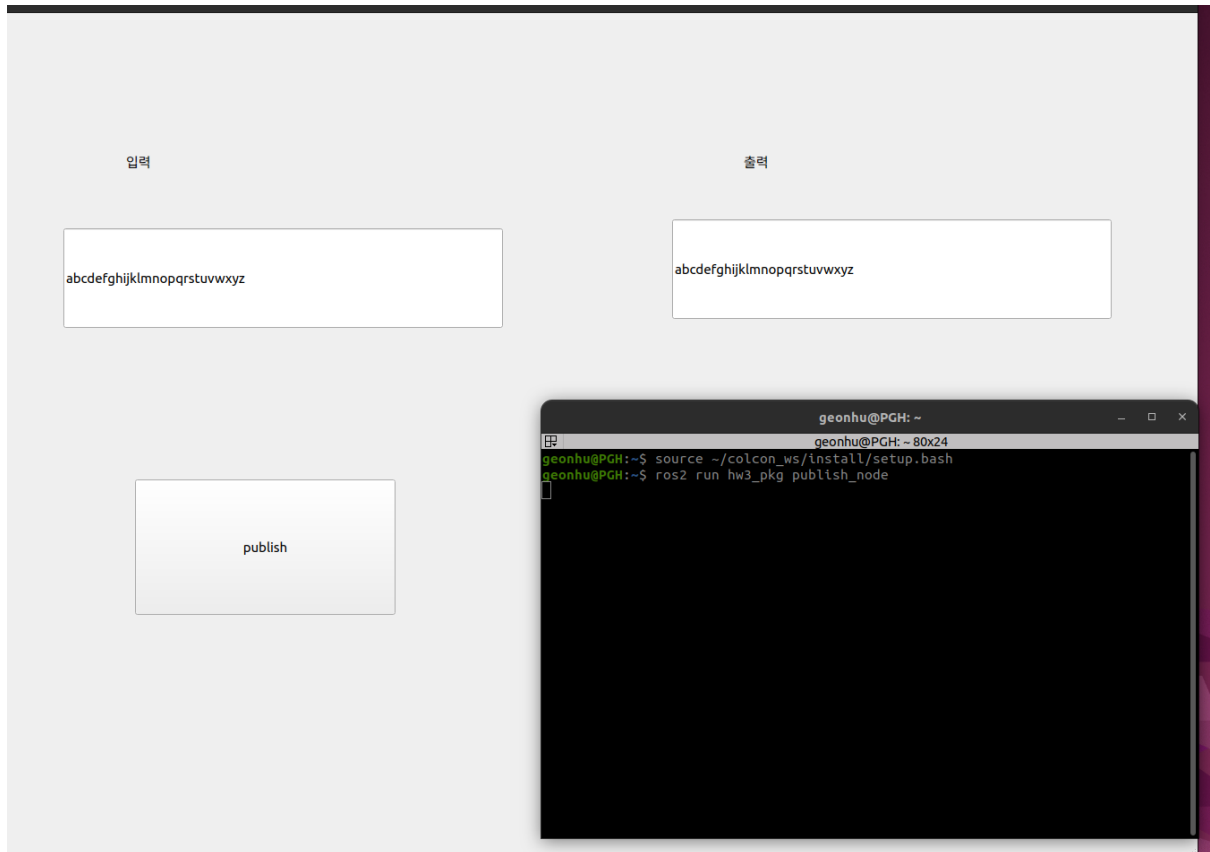 입력
출력
abcdefghijklmnopqrstuvwxyz
abcdefghijklmnopqrstuvwxyz
publish
geonhu@PGH: ~
geonhu@PGH: ~ 80x24
geonhu@PGH:~$ source ~/colcon_ws/install/setup.bash
geonhu@PGH:~$ ros2 run hw3_pkg publish_node